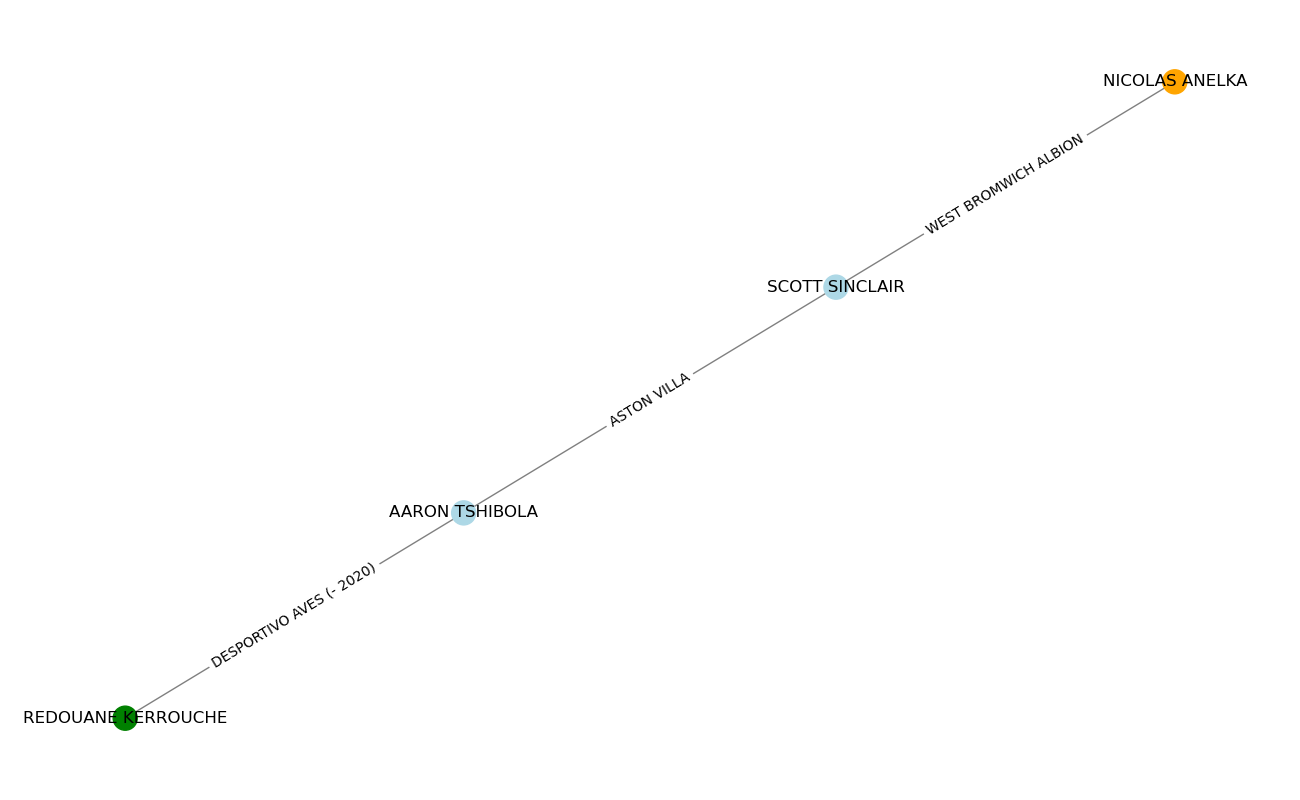 NICOLAS ANELKA
WEST BROMWICH ALBION
SCOTT SINCLAIR
ASTON VILLA
AARON TSHIBOLA
DESPORTIVO AVES (- 2020)
REDOUANE KERROUCHE